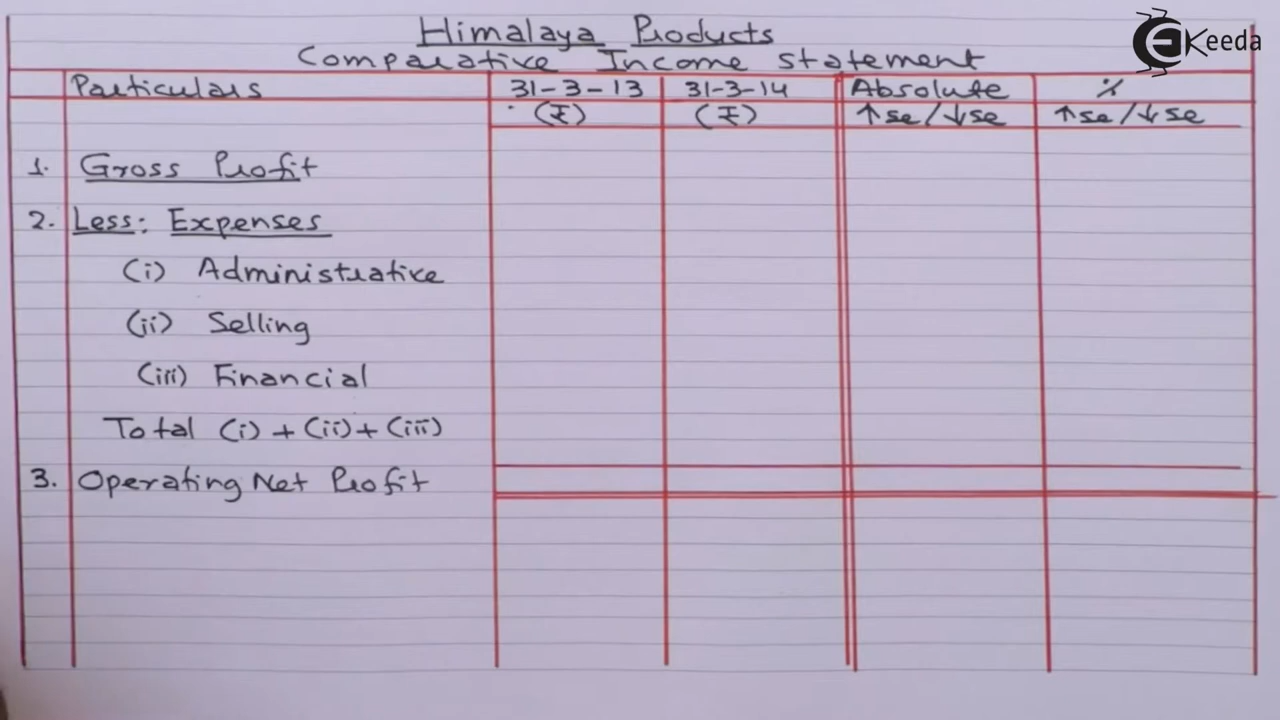 Himalaya Products
EKeeda
Comparative Income statement
Particulars 31-3-13 31-3-14 Absolute %
(₹) (₹) ↑se/↓se ↑se/↓se
1. Gross Profit
2. Less: Expenses
(i) Administrative
(ii) Selling
(iii) Financial
Total (i) + (ii) + (iii)
3. Operating Net Profit